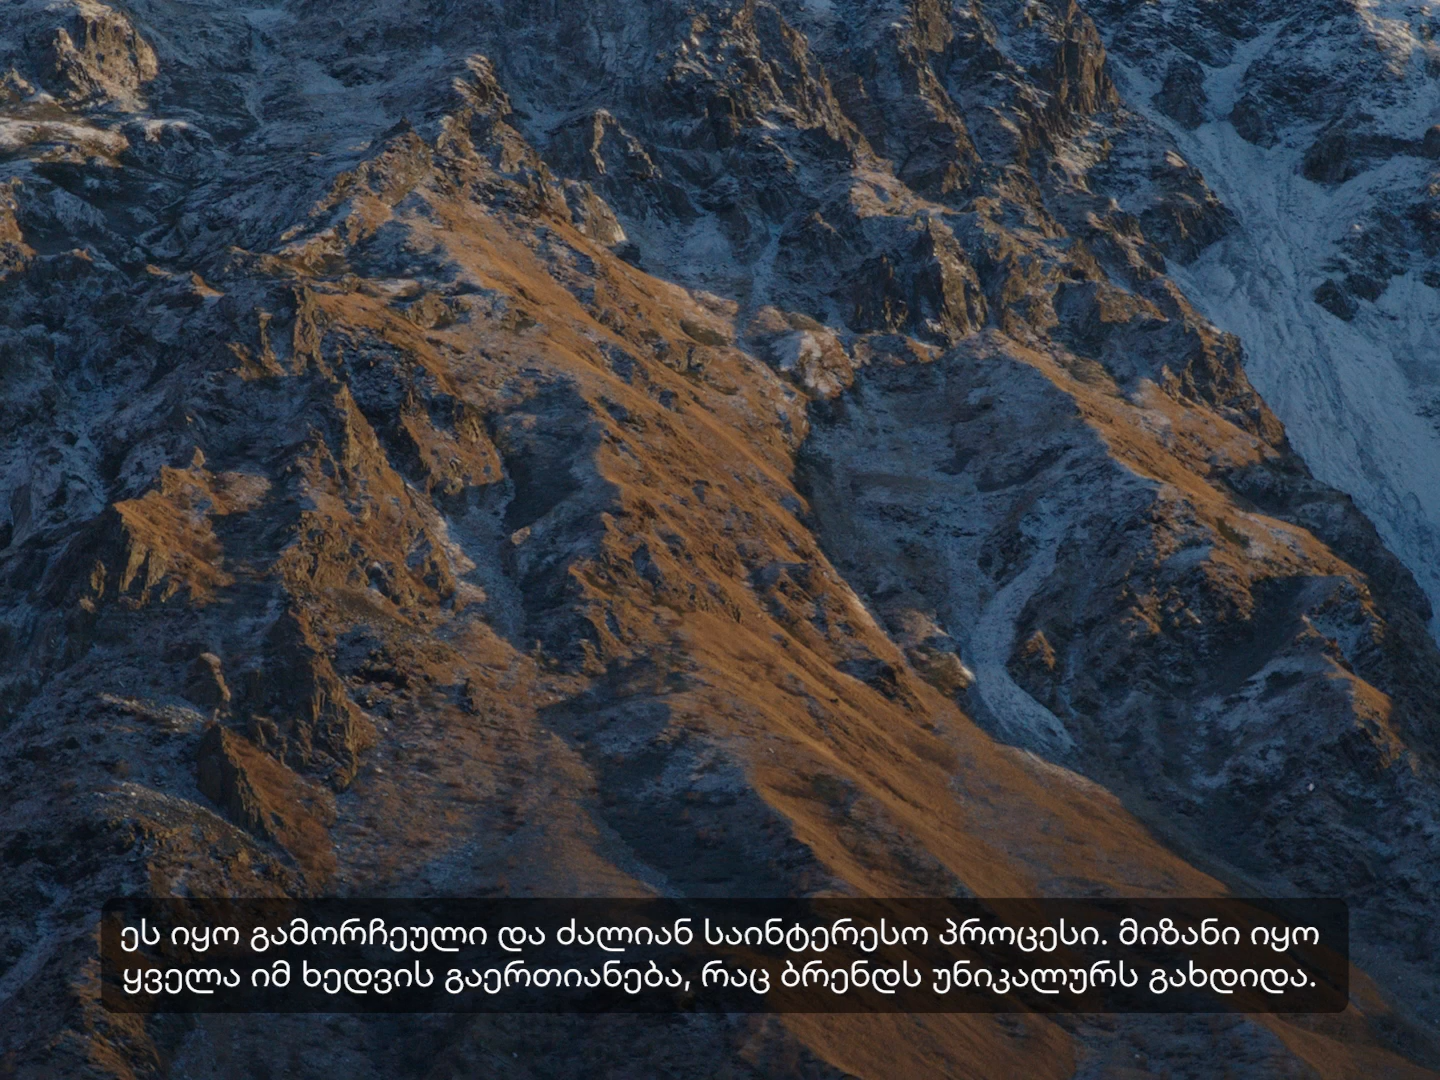 ეს იყო გამორჩეული და ძალიან საინტერესო პროცესი. მიზანი იყო
ყველა იმ ხედვის გაერთიანება, რაც ბრენდს უნიკალურს გახდიდა.